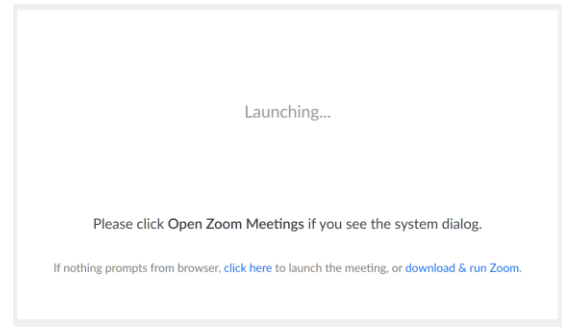 Launching...
Please click Open Zoom Meetings if you see the system dialog.
If nothing prompts from browser, click here to launch the meeting, or download & run Zoom.